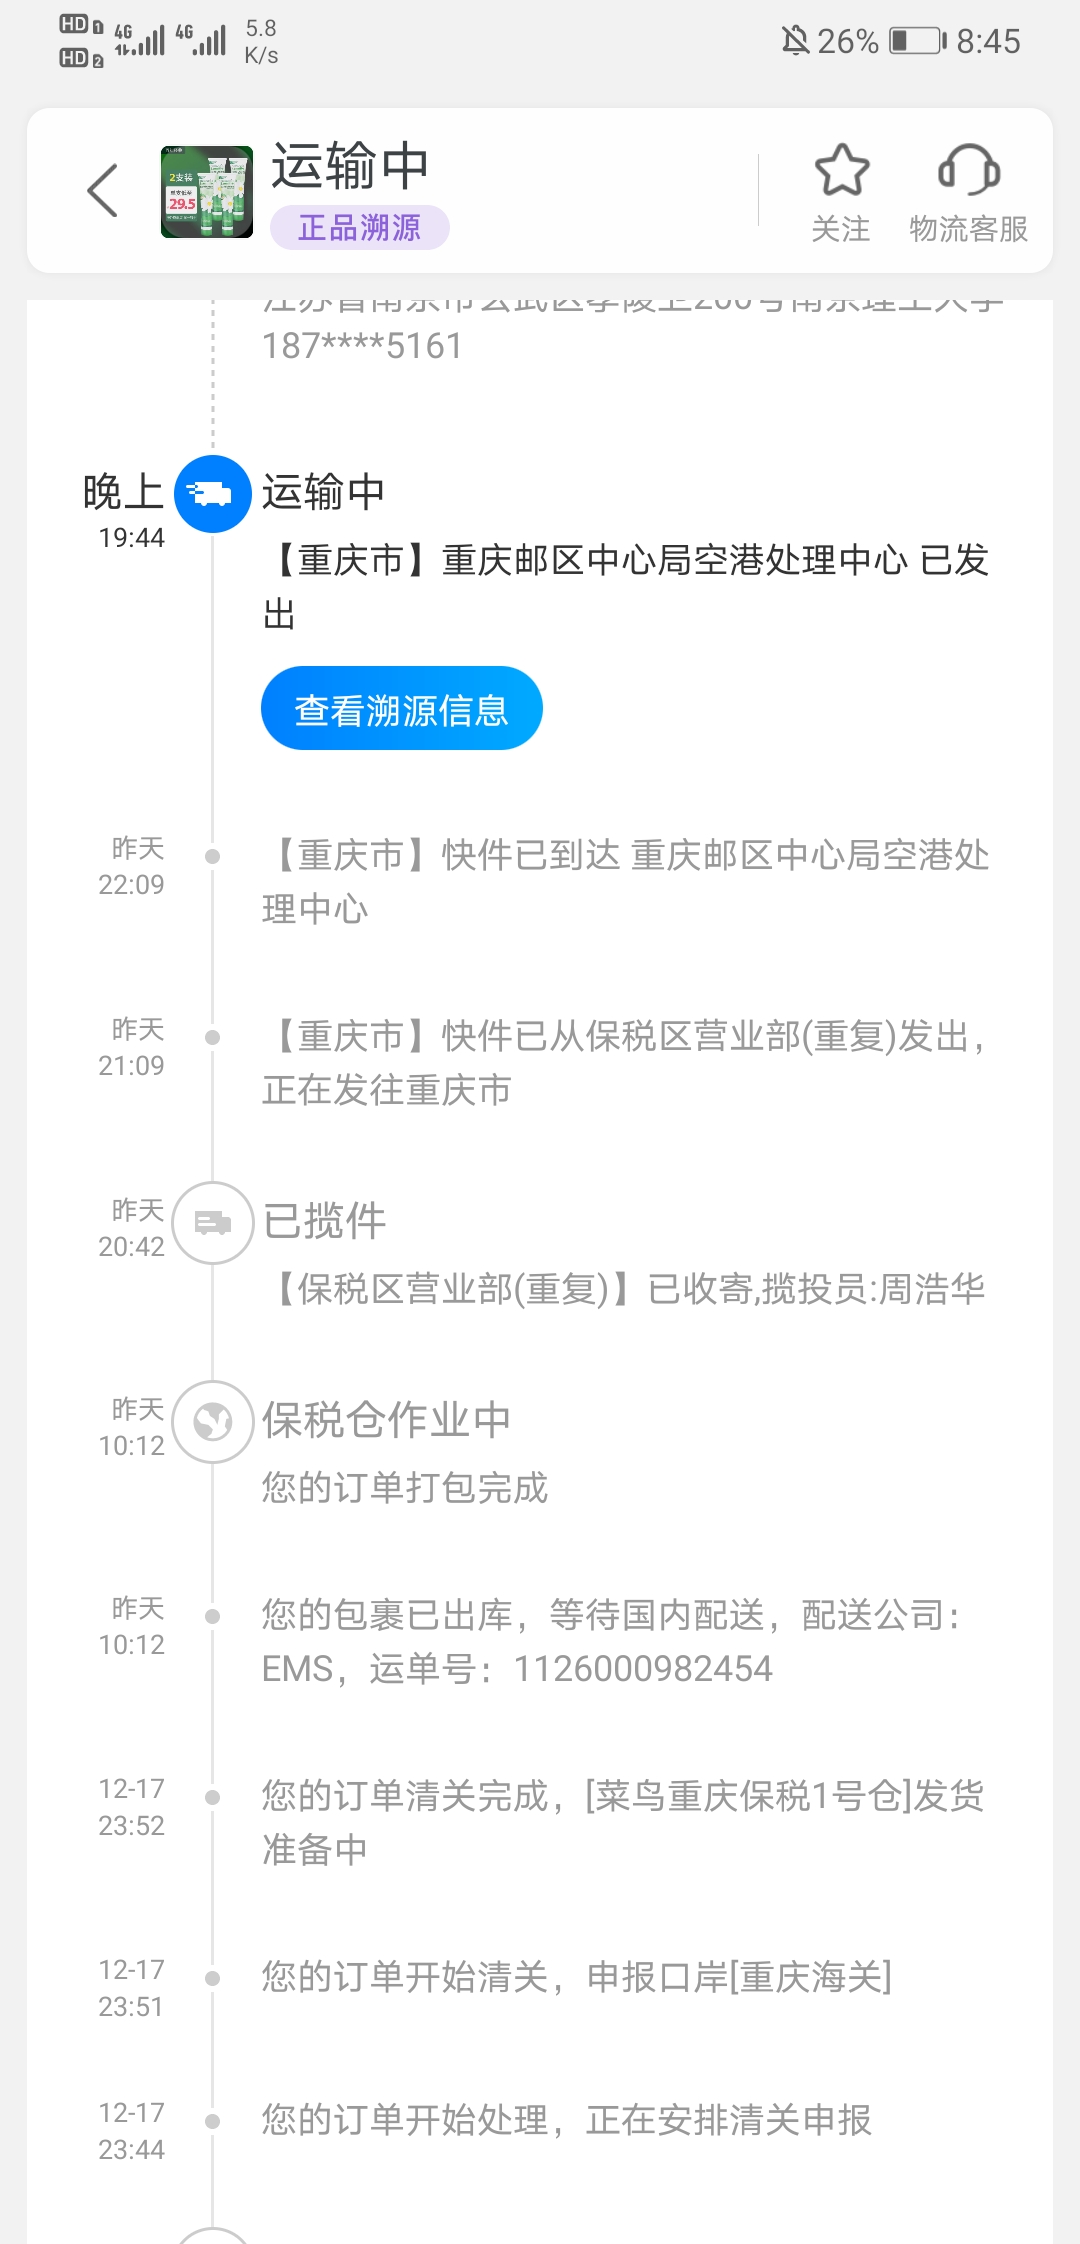 HD 1 4G 4G 5.8 26% 8:45
HD 2 K/s
2支装
29.5
运输中
正品溯源
关注
物流客服
187****5161
晚上
19:44
运输中
【重庆市】重庆邮区中心局空港处理中心 已发
出
查看溯源信息
昨天
22:09
【重庆市】快件已到达 重庆邮区中心局空港处
理中心
昨天
21:09
【重庆市】快件已从保税区营业部(重复)发出，
正在发往重庆市
昨天
20:42
已揽件
【保税区营业部(重复)】已收寄,揽投员:周浩华
昨天
10:12
保税仓作业中
您的订单打包完成
昨天
10:12
您的包裹已出库，等待国内配送，配送公司：
EMS，运单号：1126000982454
12-17
23:52
您的订单清关完成，[菜鸟重庆保税1号仓]发货
准备中
12-17
23:51
您的订单开始清关，申报口岸[重庆海关]
12-17
23:44
您的订单开始处理，正在安排清关申报